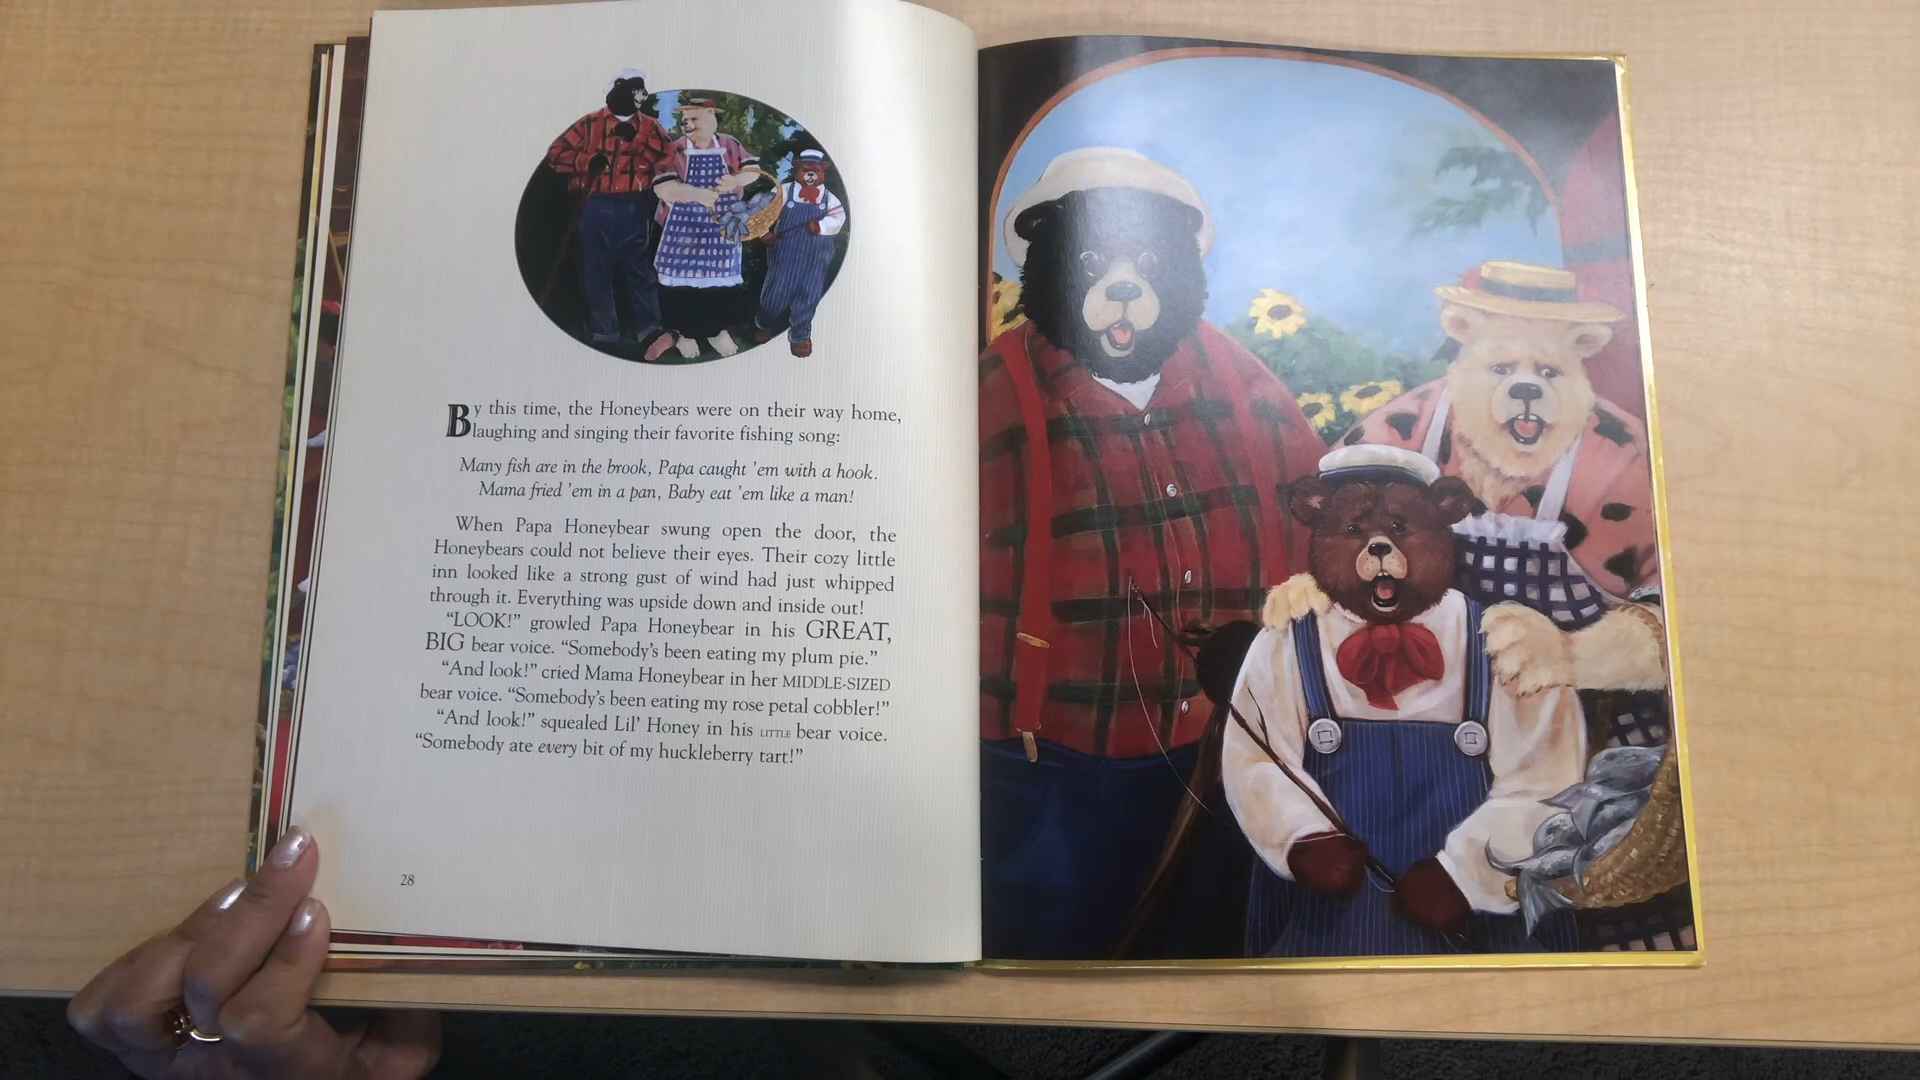 By this time, the Honeybears were on their way home,
laughing and singing their favorite fishing song:
Many fish are in the brook, Papa caught ’em with a hook.
Mama fried ’em in a pan, Baby eat ’em like a man!
When Papa Honeybear swung open the door, the
Honeybears could not believe their eyes. Their cozy little
inn looked like a strong gust of wind had just whipped
through it. Everything was upside down and inside out!
“LOOK!” growled Papa Honeybear in his GREAT,
BIG bear voice. “Somebody’s been eating my plum pie.”
“And look!” cried Mama Honeybear in her MIDDLE-SIZED
bear voice. “Somebody’s been eating my rose petal cobbler!”
“And look!” squealed Lil’ Honey in his LITTLE bear voice.
“Somebody ate every bit of my huckleberry tart!”
28